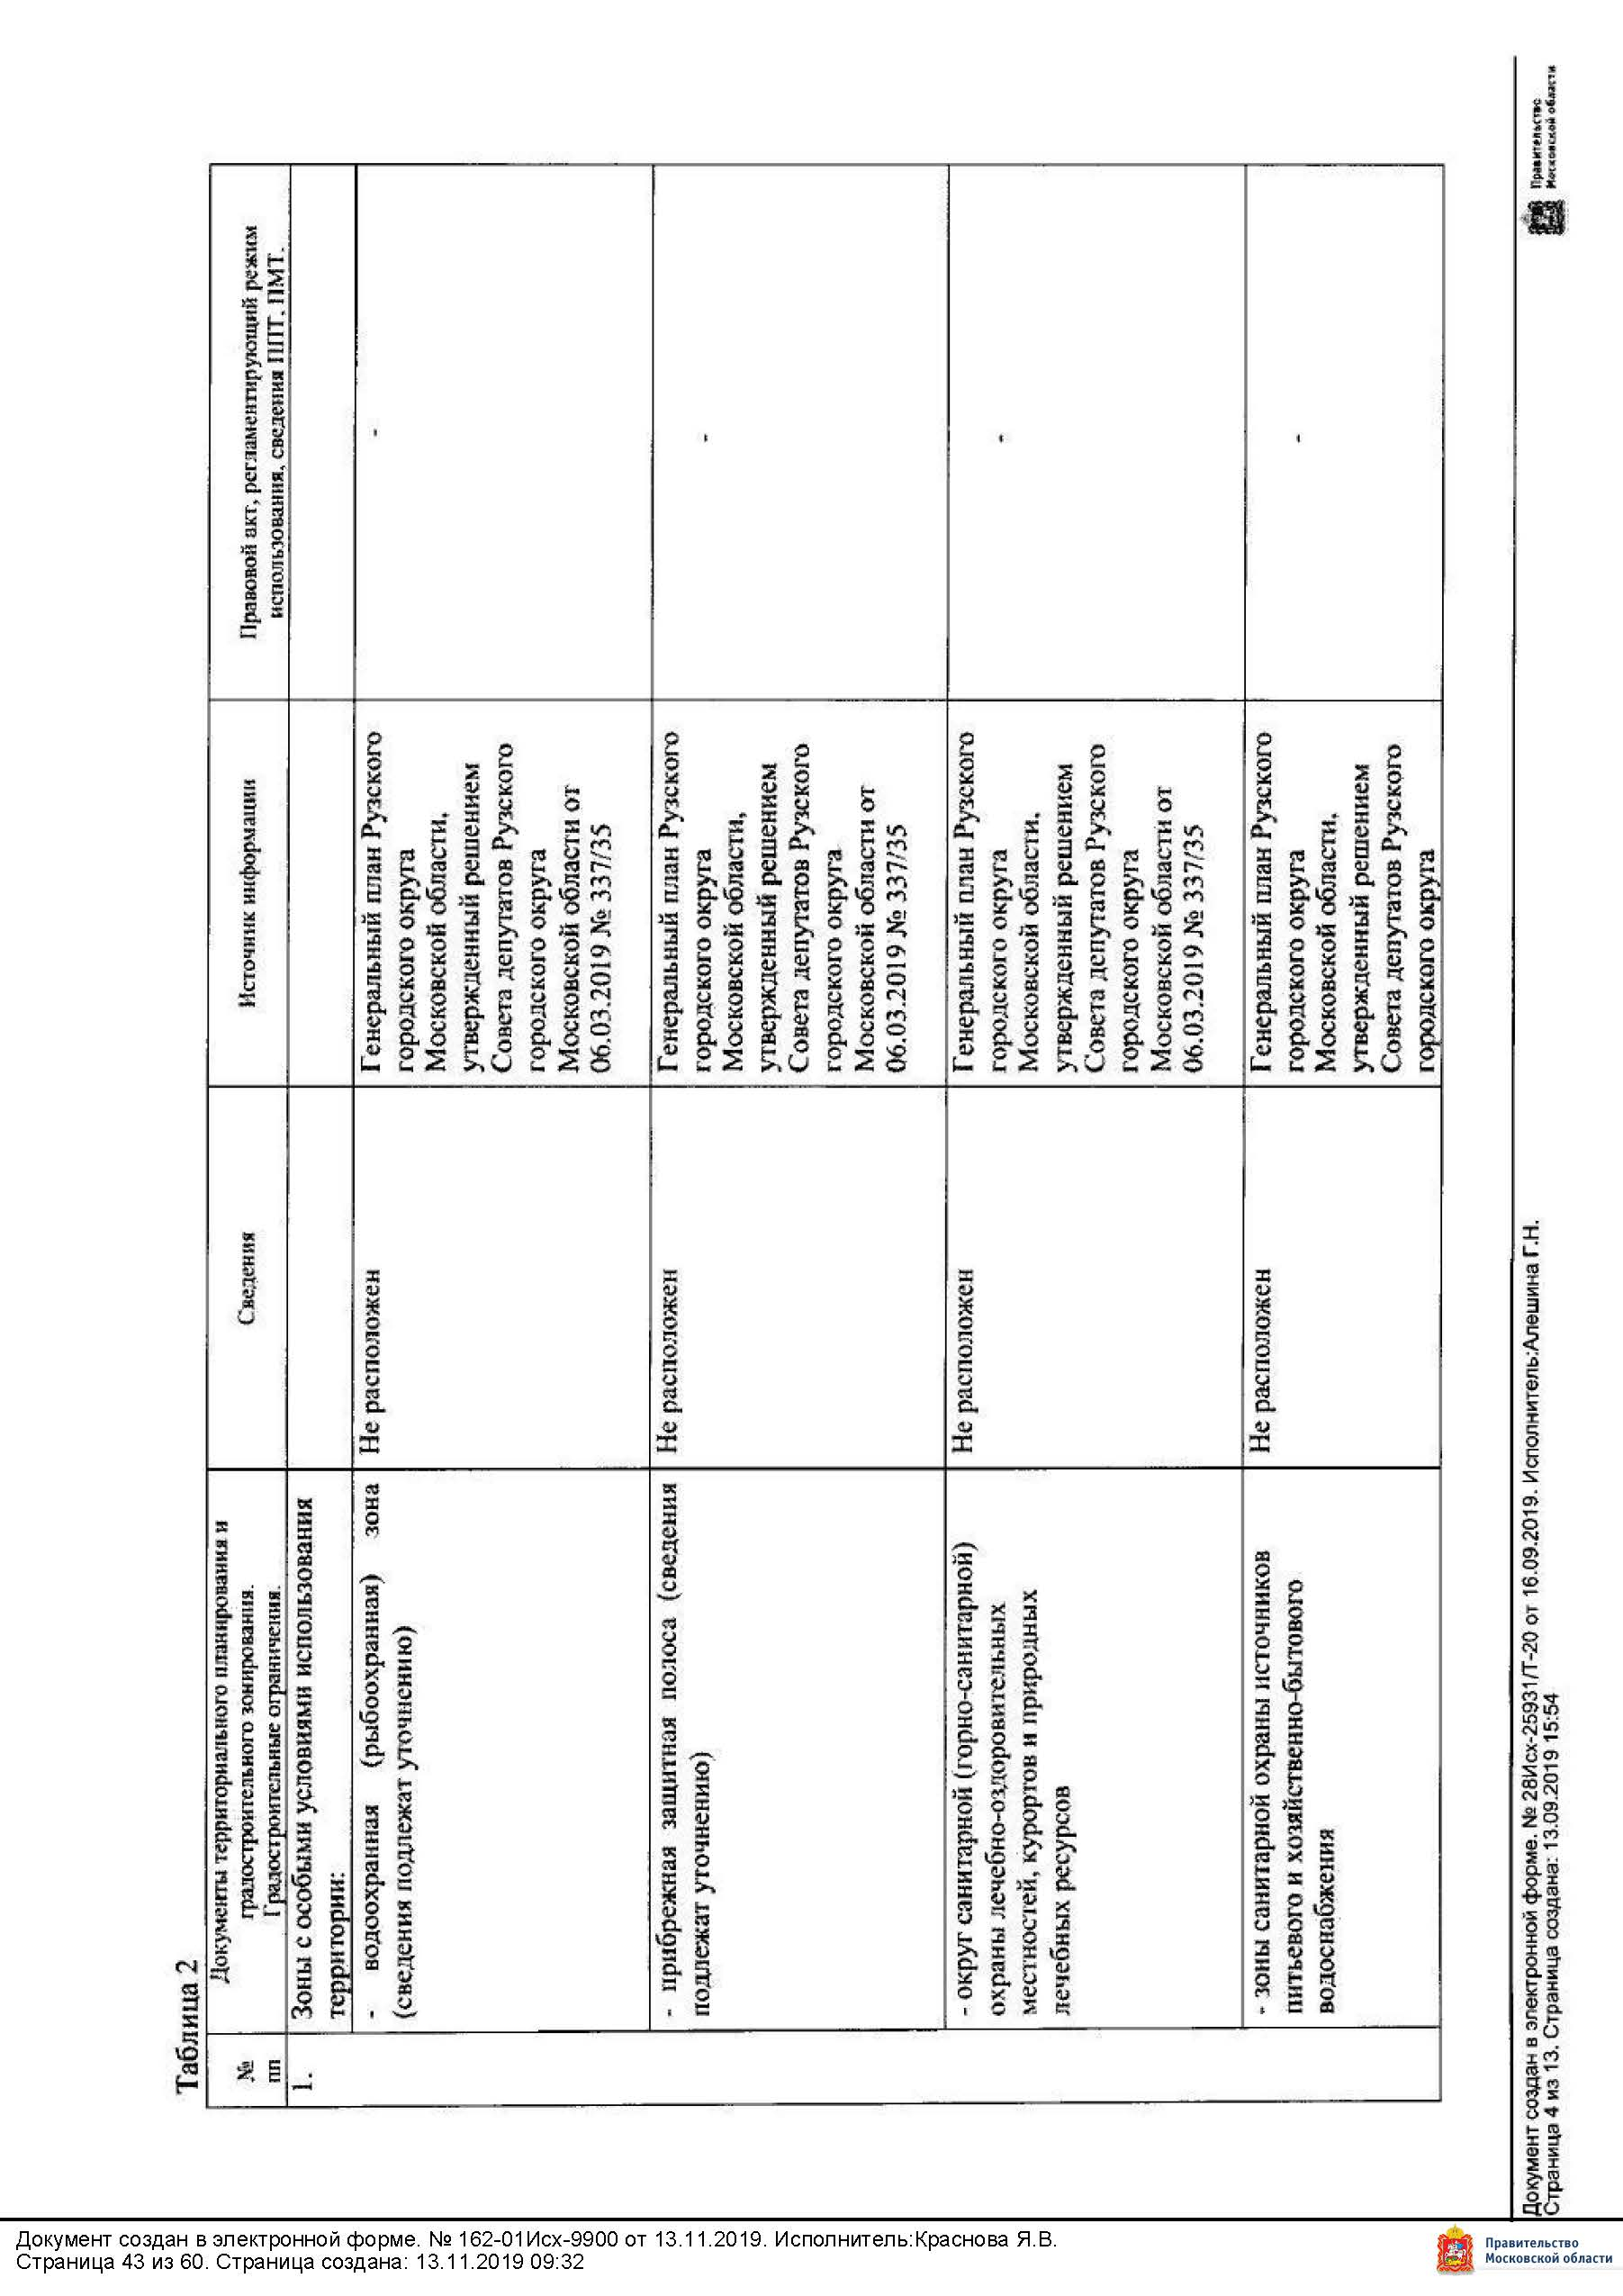 Таблица 2
№
пп
Документы территориального планирования и
градостроительного зонирования.
Градостроительные ограничения.
Сведения
Источник информации
Правовой акт, регламентирующий режим
использования, сведения ППТ, ПМТ.
1.
Зоны с особыми условиями использования
территории:
- водоохранная (рыбоохранная) зона
(сведения подлежат уточнению)
Не расположен
Генеральный план Рузского
городского округа
Московской области,
утвержденный решением
Совета депутатов Рузского
городского округа
Московской области от
06.03.2019 № 337/35
-
- прибрежная защитная полоса (сведения
подлежат уточнению)
Не расположен
Генеральный план Рузского
городского округа
Московской области,
утвержденный решением
Совета депутатов Рузского
городского округа
Московской области от
06.03.2019 № 337/35
-
- округ санитарной (горно-санитарной)
охраны лечебно-оздоровительных
местностей, курортов и природных
лечебных ресурсов
Не расположен
Генеральный план Рузского
городского округа
Московской области,
утвержденный решением
Совета депутатов Рузского
городского округа
Московской области от
06.03.2019 № 337/35
-
- зоны санитарной охраны источников
питьевого и хозяйственно-бытового
водоснабжения
Не расположен
Генеральный план Рузского
городского округа
Московской области,
утвержденный решением
Совета депутатов Рузского
городского округа
-
Документ создан в электронной форме. № 28Исх-25931/Т-20 от 16.09.2019. Исполнитель:Алешина Г.Н.
Страница 4 из 13. Страница создана: 13.09.2019 15:54
Правительство
Московской области
Документ создан в электронной форме. № 162-01Исх-9900 от 13.11.2019. Исполнитель:Краснова Я.В.
Страница 43 из 60. Страница создана: 13.11.2019 09:32
Правительство
Московской области